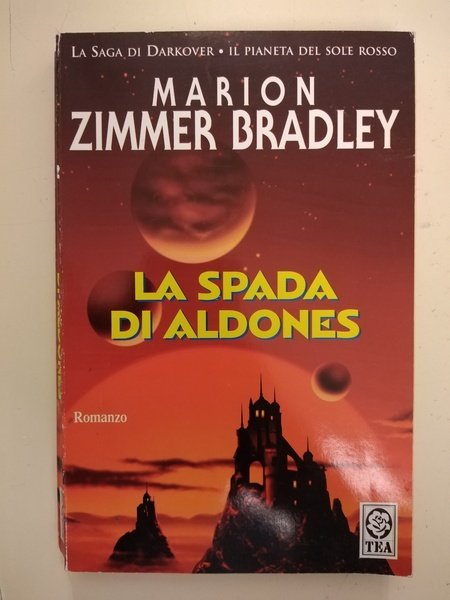 LA SAGA DI DARKOVER • IL PIANETA DEL SOLE ROSSO
MARION
ZIMMER BRADLEY
LA SPADA
DI ALDONES
Romanzo
TEA